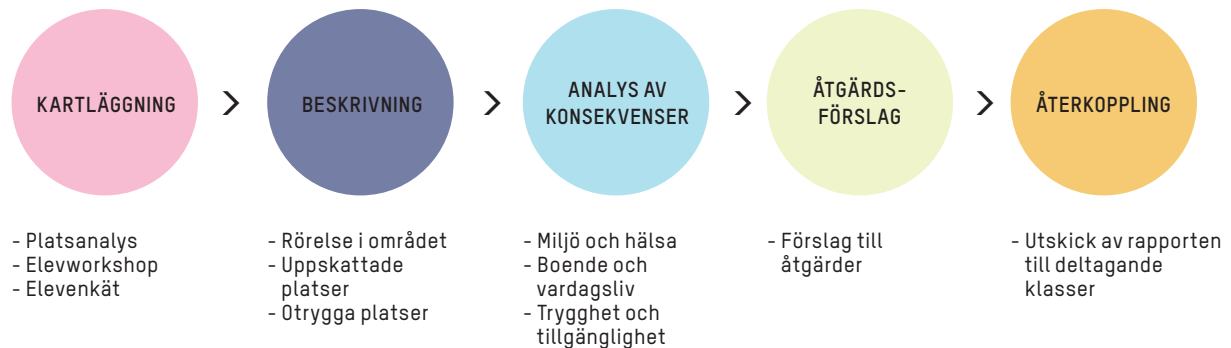 KARTLÄGGNING
>
BESKRIVNING
>
ANALYS AV
KONSEKVENSER
>
ÅTGÄRDS-
FÖRSLAG
>
ÅTERKOPPLING
- Platsanalys
- Elevworkshop
- Elevenkät
- Rörelse i området
- Uppskattade
platser
- Otrygga platser
- Miljö och hälsa
- Boende och
vardagsliv
- Trygghet och
tillgänglighet
- Förslag till
åtgärder
- Utskick av rapporten
till deltagande
klasser